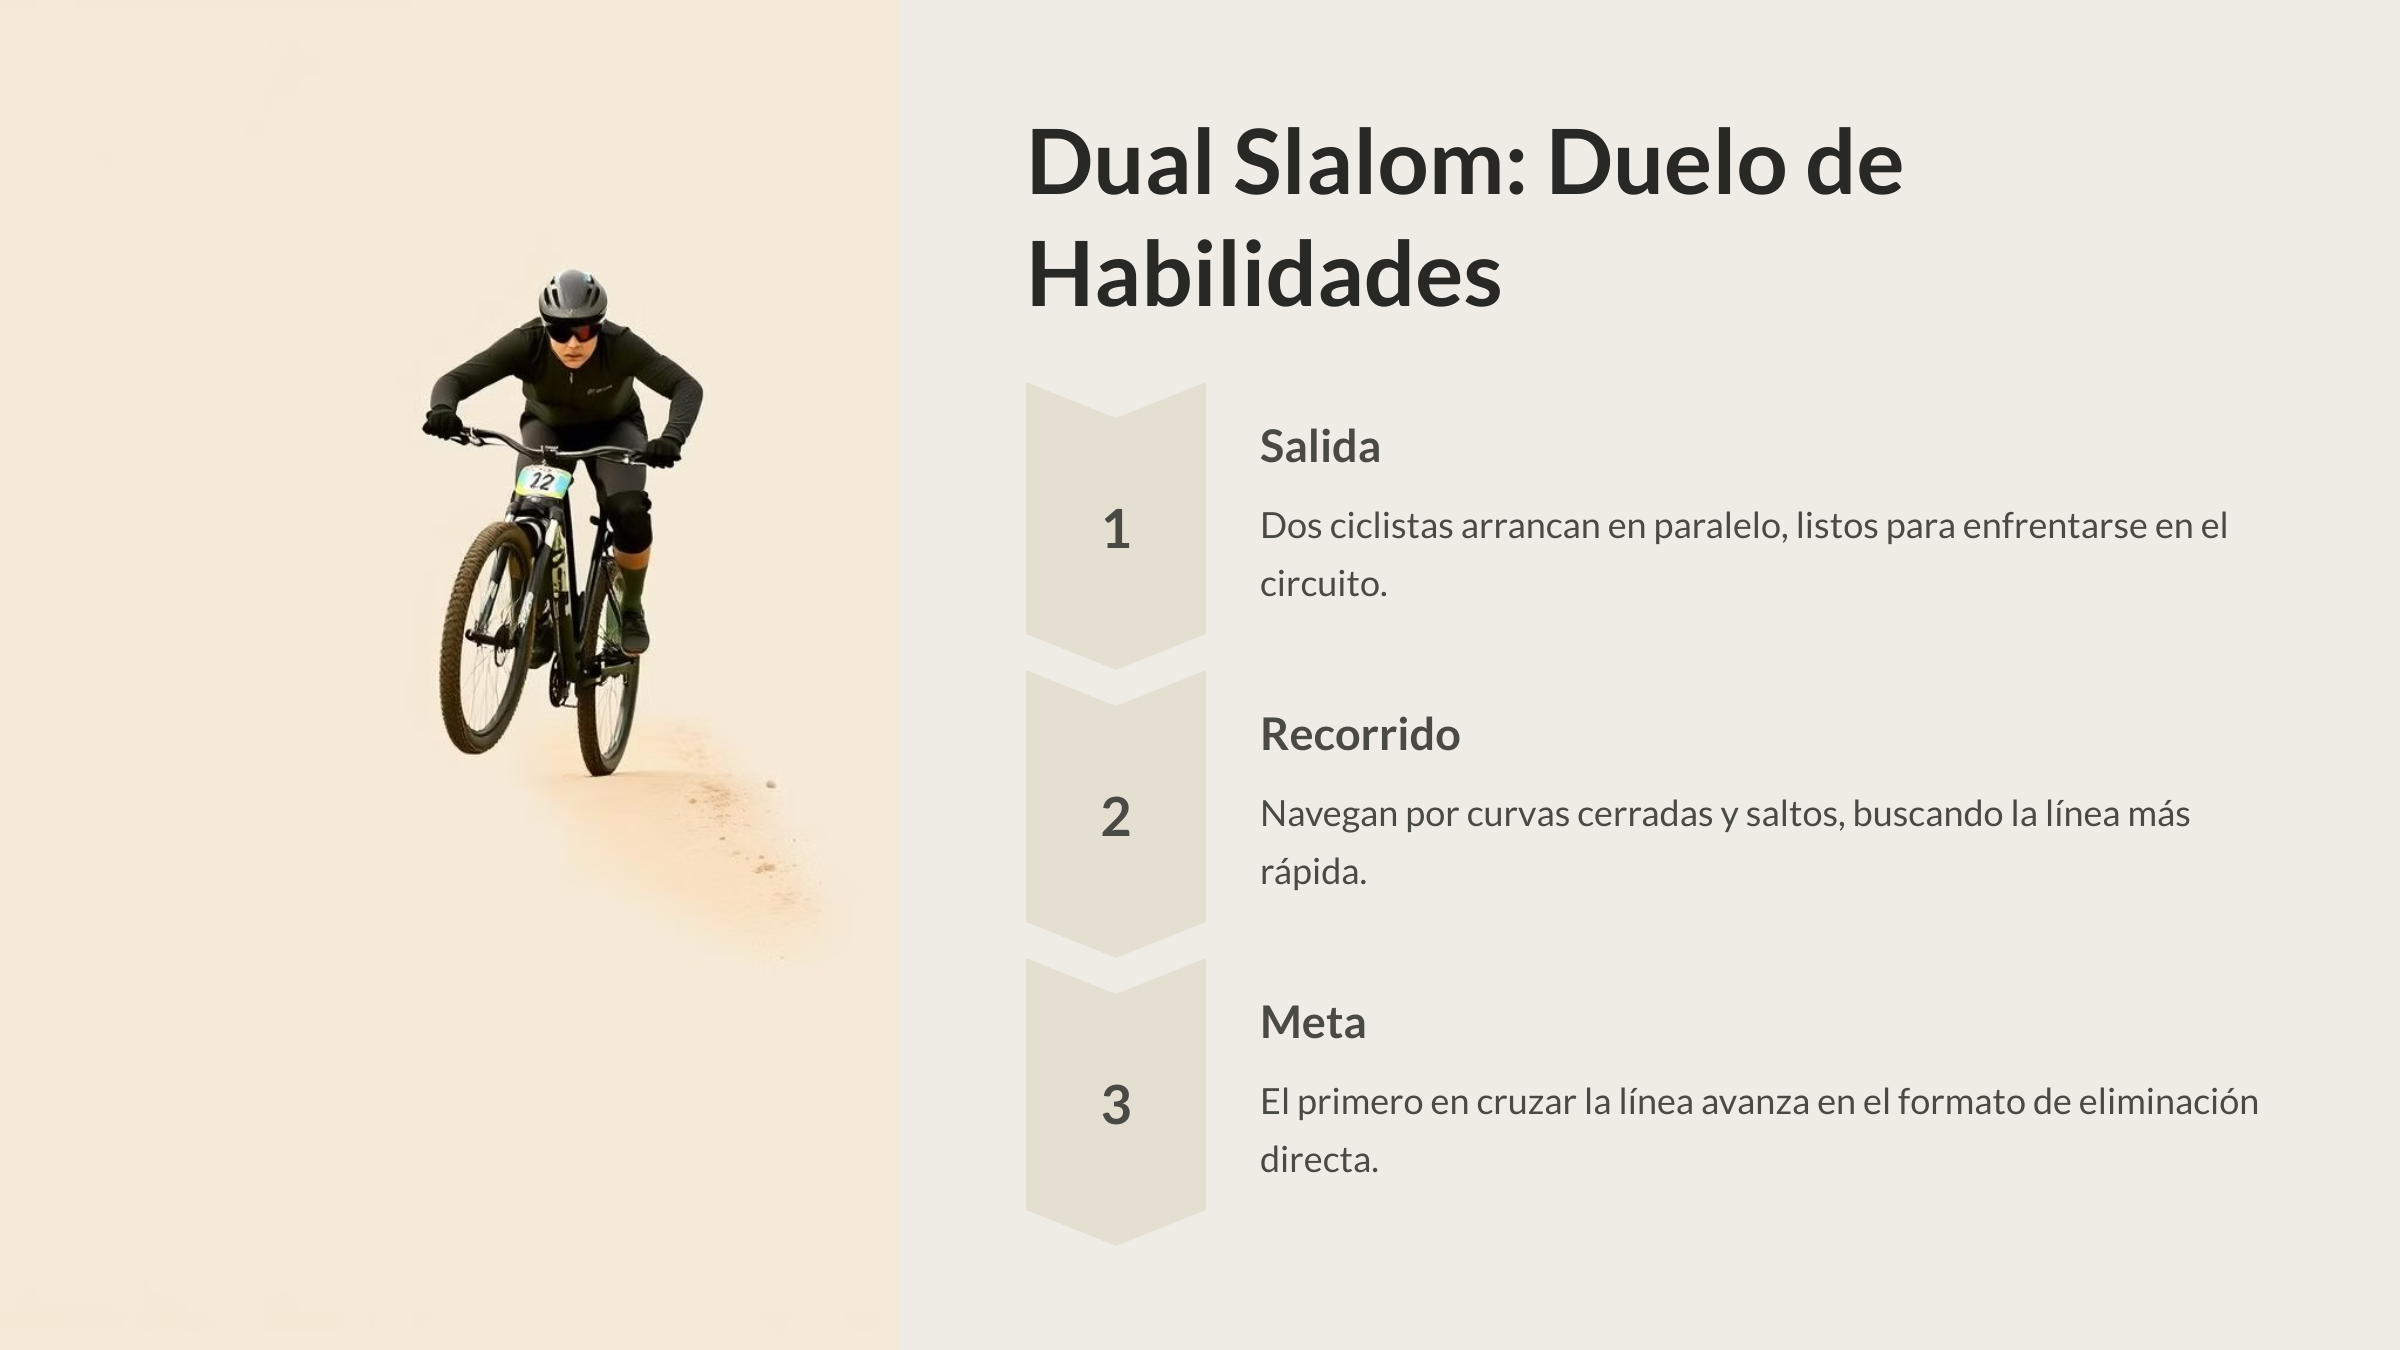 Dual Slalom: Duelo de
Habilidades
1
Salida
Dos ciclistas arrancan en paralelo, listos para enfrentarse en el
circuito.
2
Recorrido
Navegan por curvas cerradas y saltos, buscando la línea más
rápida.
3
Meta
El primero en cruzar la línea avanza en el formato de eliminación
directa.
12